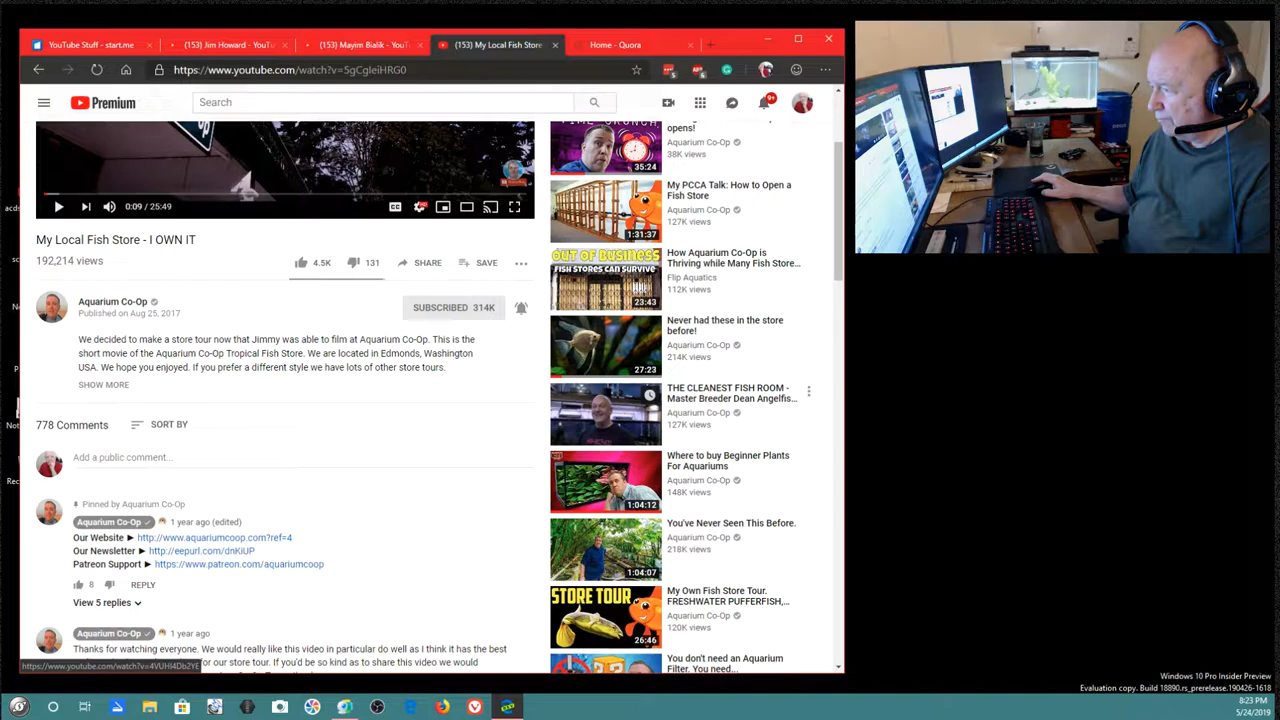 YouTube Stuff - start.me
(153) Jim Howard - YouTu
(153) Mayim Bialik - YouT
(153) My Local Fish Store
Home - Quora
https://www.youtube.com/watch?v=5gCgIeiHRG0
Premium
Search
9+
0:09 / 25:49
My Local Fish Store - I OWN IT
192,214 views
4.5K
131
SHARE
SAVE
Aquarium Co-Op
Published on Aug 25, 2017
SUBSCRIBED 314K
We decided to make a store tour now that Jimmy was able to film at Aquarium Co-Op. This is the
short movie of the Aquarium Co-Op Tropical Fish Store. We are located in Edmonds, Washington
USA. We hope you enjoyed. If you prefer a different style we have lots of other store tours.
SHOW MORE
778 Comments
SORT BY
Add a public comment...
Pinned by Aquarium Co-Op
Aquarium Co-Op 1 year ago (edited)
Our Website ► http://www.aquariumcoop.com?ref=4
Our Newsletter ► http://eepurl.com/dnKiUP
Patreon Support ► https://www.patreon.com/aquariumcoop
8
REPLY
View 5 replies
Aquarium Co-Op 1 year ago
Thanks for watching everyone. We would really like this video in particular do well as I think it has the best
for our store tour. If you'd be so kind as to share this video we would
https://www.youtube.com/watch?v=4VUHI4Db2YE
opens!
Aquarium Co-Op
38K views
35:24
My PCCA Talk: How to Open a
Fish Store
Aquarium Co-Op
127K views
1:31:37
OUT OF BUSINESS
FISH STORES CAN SURVIVE
23:43
How Aquarium Co-Op is
Thriving while Many Fish Store...
Flip Aquatics
112K views
Never had these in the store
before!
Aquarium Co-Op
214K views
27:23
THE CLEANEST FISH ROOM -
Master Breeder Dean Angelfis...
Aquarium Co-Op
127K views
Where to buy Beginner Plants
For Aquariums
Aquarium Co-Op
148K views
1:04:12
You've Never Seen This Before.
Aquarium Co-Op
218K views
1:04:07
STORE TOUR
26:46
My Own Fish Store Tour.
FRESHWATER PUFFERFISH,...
Aquarium Co-Op
120K views
You don't need an Aquarium
Filter. You need...
Windows 10 Pro Insider Preview
Evaluation copy. Build 18890.rs_prerelease.190426-1618
8:23 PM
5/24/2019